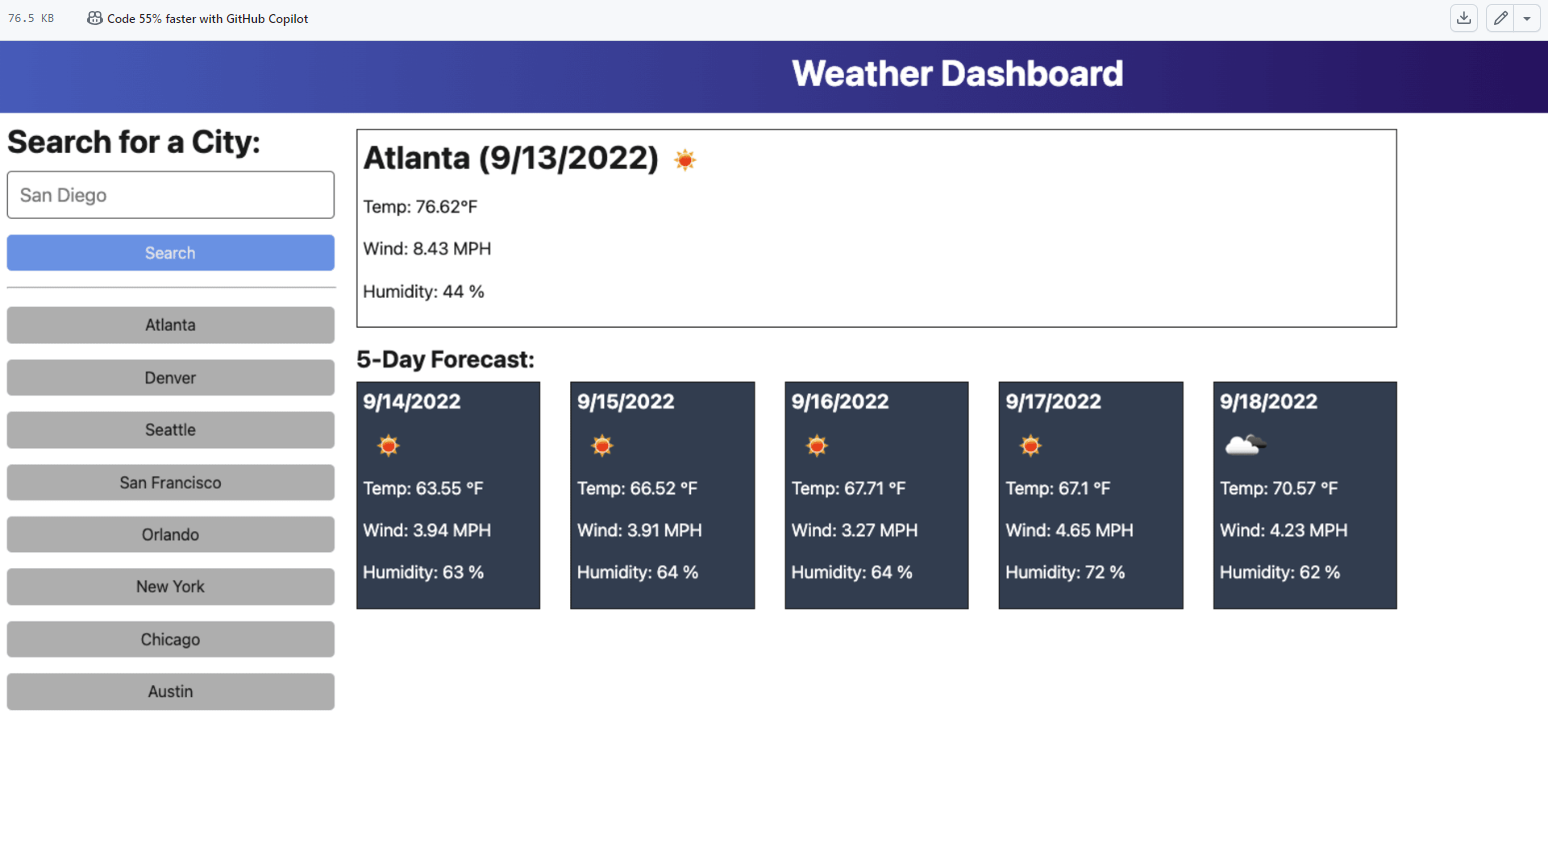 76.5 KB
Code 55% faster with GitHub Copilot
Weather Dashboard
Search for a City:
San Diego
Search
Atlanta
Denver
Seattle
San Francisco
Orlando
New York
Chicago
Austin
Atlanta (9/13/2022)
Temp: 76.62°F
Wind: 8.43 MPH
Humidity: 44 %
5-Day Forecast:
9/14/2022
Temp: 63.55 °F
Wind: 3.94 MPH
Humidity: 63 %
9/15/2022
Temp: 66.52 °F
Wind: 3.91 MPH
Humidity: 64 %
9/16/2022
Temp: 67.71 °F
Wind: 3.27 MPH
Humidity: 64 %
9/17/2022
Temp: 67.1 °F
Wind: 4.65 MPH
Humidity: 72 %
9/18/2022
Temp: 70.57 °F
Wind: 4.23 MPH
Humidity: 62 %